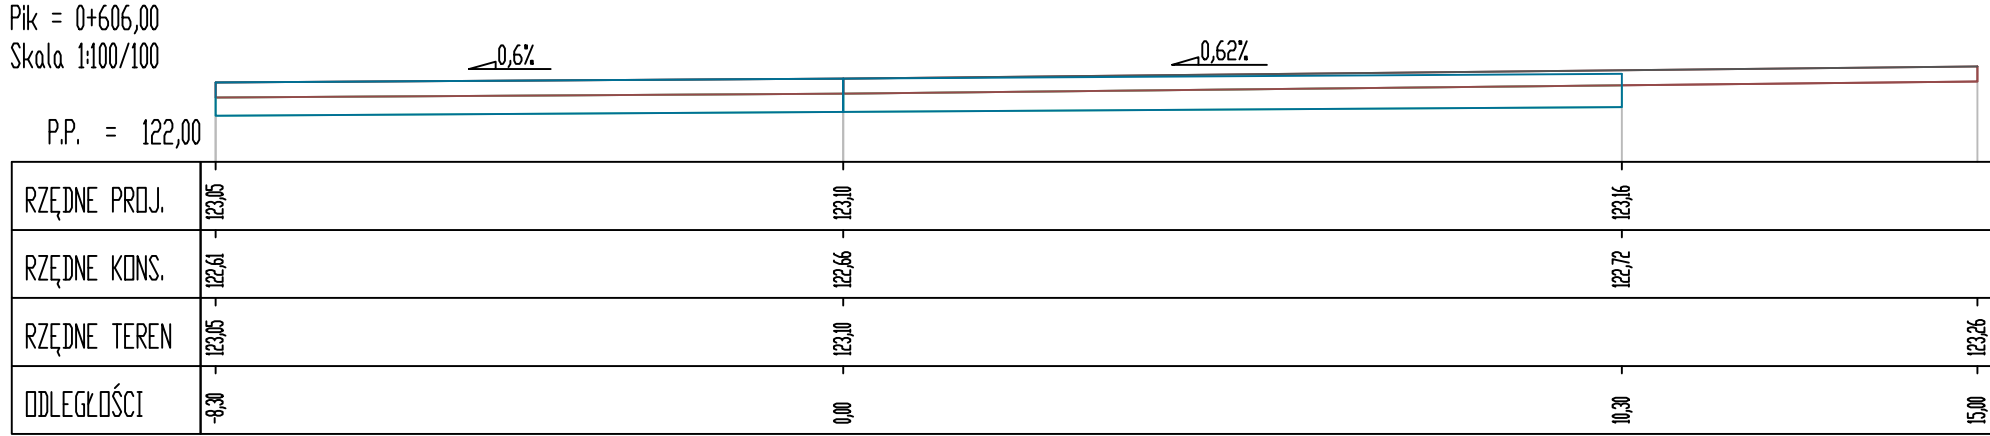 Pik = 0+606,00
Skala 1:100/100
0,6%
0,62%
P.P. = 122,00
RZĘDNE PROJ. 123,05 123,10 123,16
RZĘDNE KONS. 122,61 122,66 122,72
RZĘDNE TEREN 123,05 123,10 123,26
ODLEGŁOŚCI -8,30 0,00 10,30 15,00